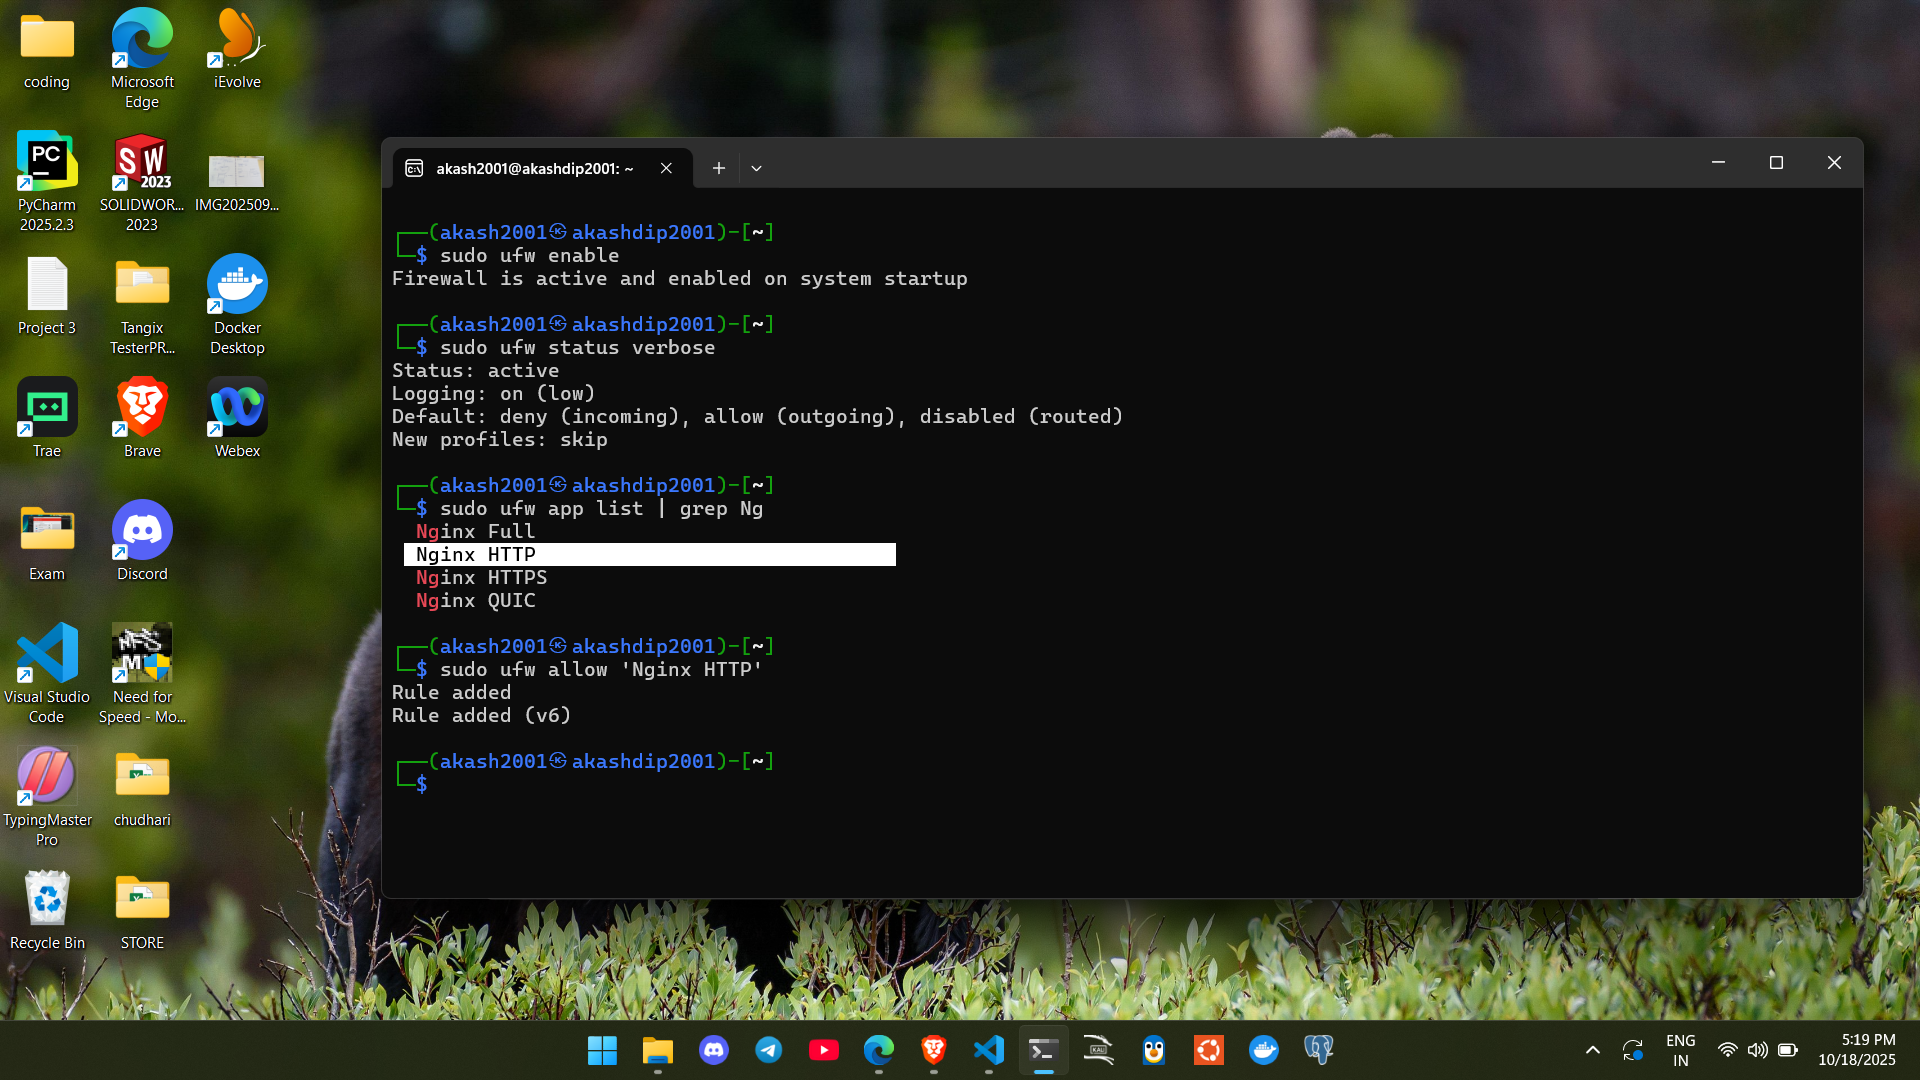 coding
Microsoft
Edge
iEvolve
PC
PyCharm
2025.2.3
SW
2023
SOLIDWOR...
2023
IMG202509...
Project 3
Tangix
TesterPR...
Docker
Desktop
Trae
Brave
Webex
Exam
Discord
Visual Studio
Code
NFS
M
Need for
Speed - Mo...
TypingMaster
Pro
chudhari
Recycle Bin
STORE
akash2001@akashdip2001: ~
┌──(akash2001㉿akashdip2001)-[~]
└─$ sudo ufw enable
Firewall is active and enabled on system startup
┌──(akash2001㉿akashdip2001)-[~]
└─$ sudo ufw status verbose
Status: active
Logging: on (low)
Default: deny (incoming), allow (outgoing), disabled (routed)
New profiles: skip
┌──(akash2001㉿akashdip2001)-[~]
└─$ sudo ufw app list | grep Ng
Nginx Full
Nginx HTTP
Nginx HTTPS
Nginx QUIC
┌──(akash2001㉿akashdip2001)-[~]
└─$ sudo ufw allow 'Nginx HTTP'
Rule added
Rule added (v6)
┌──(akash2001㉿akashdip2001)-[~]
└─$
KALI
ENG
IN
5:19 PM
10/18/2025